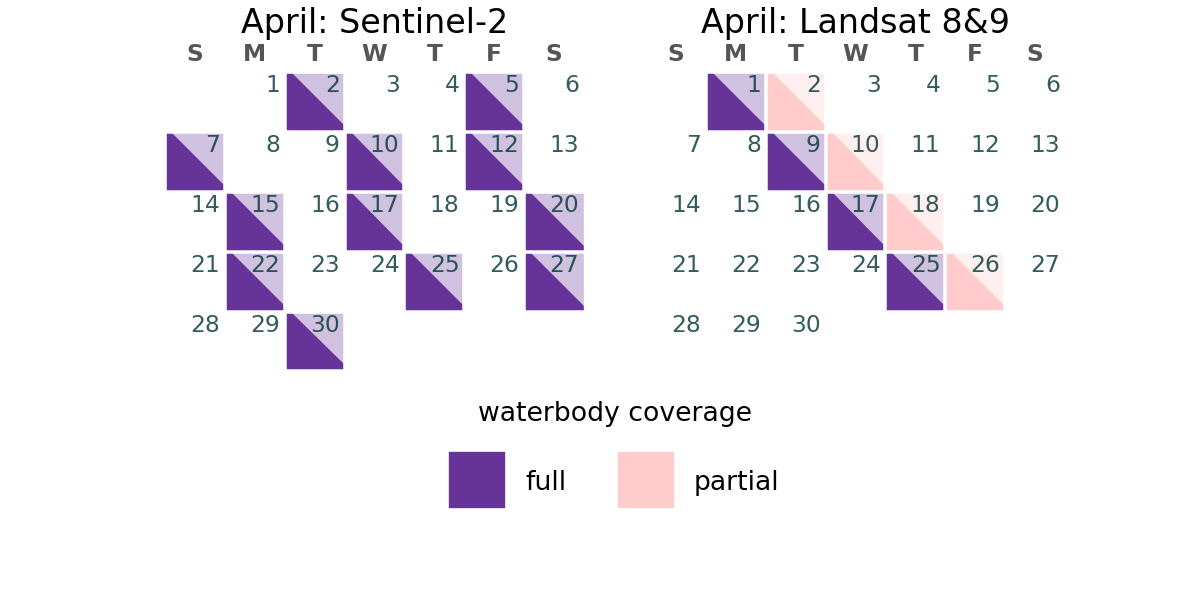 April: Sentinel-2
S M T W T F S
1 2 3 4 5 6
7 8 9 10 11 12 13
14 15 16 17 18 19 20
21 22 23 24 25 26 27
28 29 30
April: Landsat 8&9
S M T W T F S
1 2 3 4 5 6
7 8 9 10 11 12 13
14 15 16 17 18 19 20
21 22 23 24 25 26 27
28 29 30
waterbody coverage
full partial